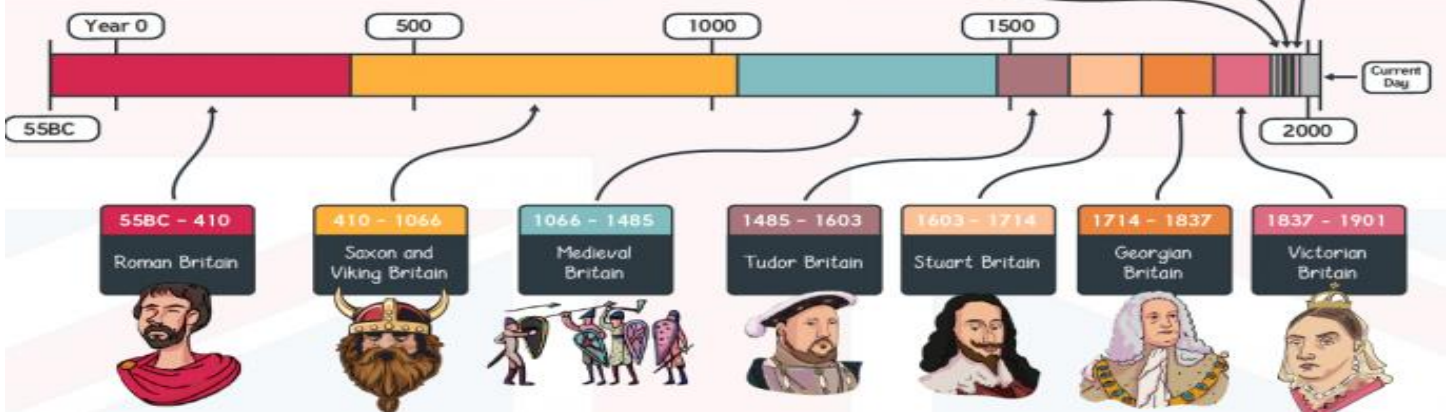 Year 0
500
1000
1500
Current
Day
55BC
2000
55BC - 410
Roman Britain
410 - 1066
Saxon and
Viking Britain
1066 - 1485
Medieval
Britain
1485 - 1603
Tudor Britain
1603 - 1714
Stuart Britain
1714 - 1837
Georgian
Britain
1837 - 1901
Victorian
Britain